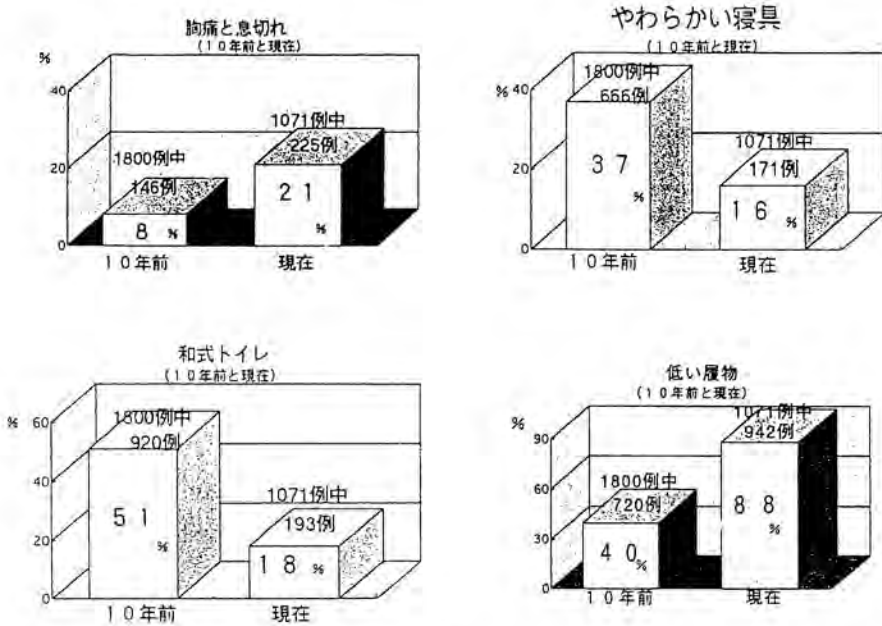 胸痛と息切れ
(10年前と現在)
%
40
20
0
1800例中
146例
8 %
1071例中
225例
21 %
10年前
現在
やわらかい寝具
(10年前と現在)
%
40
20
0
1800例中
666例
37 %
1071例中
171例
16 %
10年前
現在
和式トイレ
(10年前と現在)
%
60
40
20
0
1800例中
920例
51 %
1071例中
193例
18 %
10年前
現在
低い履物
(10年前と現在)
%
90
60
30
0
1800例中
720例
40 %
1071例中
942例
88 %
10年前
現在